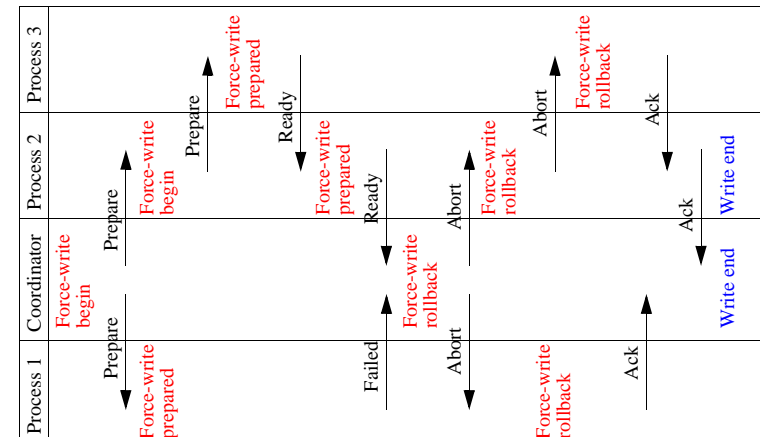 Process 1
Coordinator
Process 2
Process 3
Force-write
begin
Prepare
Prepare
Force-write
prepared
Force-write
begin
Prepare
Force-write
prepared
Ready
Force-write
prepared
Failed
Ready
Force-write
rollback
Abort
Abort
Force-write
rollback
Force-write
rollback
Abort
Force-write
rollback
Ack
Ack
Ack
Write end
Write end